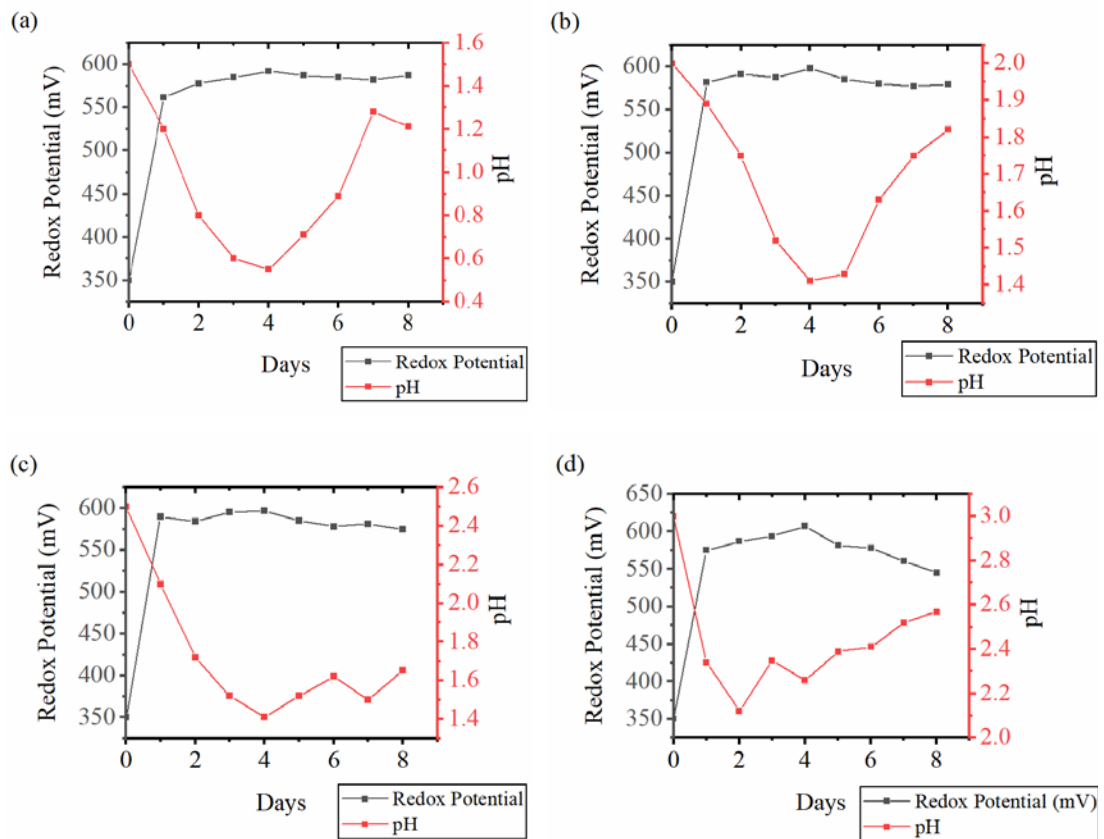 (a)
Redox Potential (mV)
600
550
500
450
400
350
0 2 4 6 8
Days
1.6
1.4
1.2
1.0
0.8
0.6
0.4
pH
Redox Potential
pH
(b)
Redox Potential (mV)
600
550
500
450
400
350
0 2 4 6 8
Days
2.0
1.9
1.8
1.7
1.6
1.5
1.4
pH
Redox Potential
pH
(c)
Redox Potential (mV)
600
550
500
450
400
350
0 2 4 6 8
Days
2.6
2.4
2.2
2.0
1.8
1.6
1.4
pH
Redox Potential
pH
(d)
Redox Potential (mV)
650
600
550
500
450
400
350
0 2 4 6 8
Days
3.0
2.8
2.6
2.4
2.2
2.0
pH
Redox Potential (mV)
pH